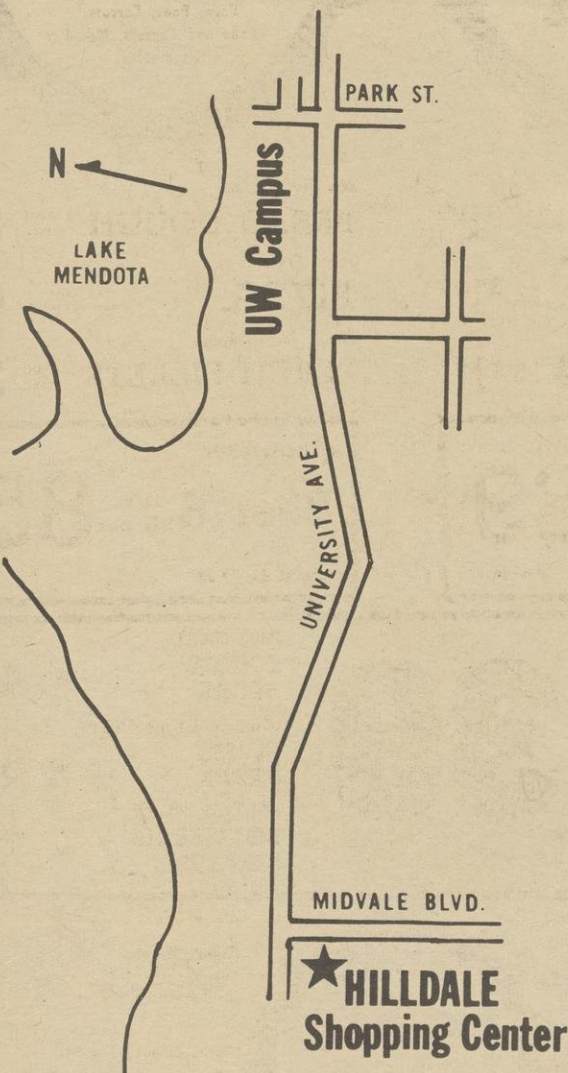 PARK ST.
N
UW Campus
LAKE
MENDOTA
UNIVERSITY AVE.
MIDVALE BLVD.
HILLDALE
Shopping Center